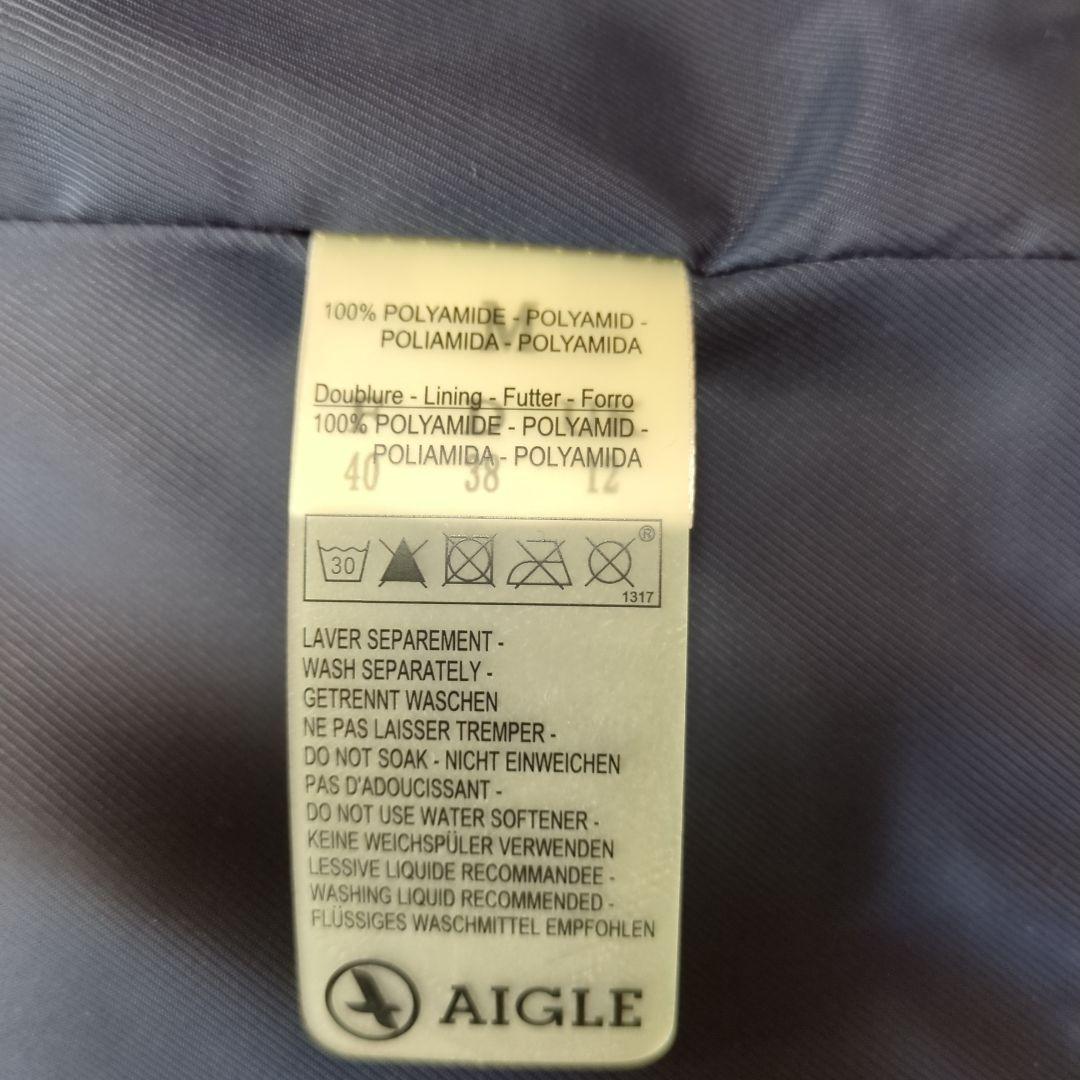 100% POLYAMIDE - POLYAMID -
POLIAMIDA - POLYAMIDA
M
Doublure - Lining - Futter - Forro
100% POLYAMIDE - POLYAMID -
POLIAMIDA - POLYAMIDA
40 38 12
30
®
1317
LAVER SEPAREMENT -
WASH SEPARATELY -
GETRENNT WASCHEN
NE PAS LAISSER TREMPER -
DO NOT SOAK - NICHT EINWEICHEN
PAS D'ADOUCISSANT -
DO NOT USE WATER SOFTENER -
KEINE WEICHSPÜLER VERWENDEN
LESSIVE LIQUIDE RECOMMANDEE -
WASHING LIQUID RECOMMENDED -
FLÜSSIGES WASCHMITTEL EMPFOHLEN
AIGLE